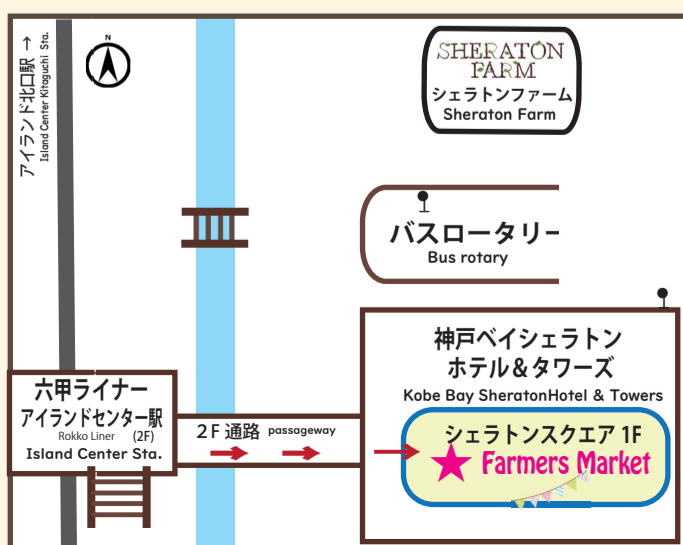 アイランド北口駅 →
Island Center Kitaguchi Sta.
N
SHERATON
FARM
シェラトンファーム
Sheraton Farm
バスロータリー
Bus rotary
神戸ベイシェラトン
ホテル&タワーズ
Kobe Bay SheratonHotel & Towers
六甲ライナー
アイランドセンター駅
Rokko Liner (2F)
Island Center Sta.
2F 通路 passageway
シェラトンスクエア 1F
Farmers Market